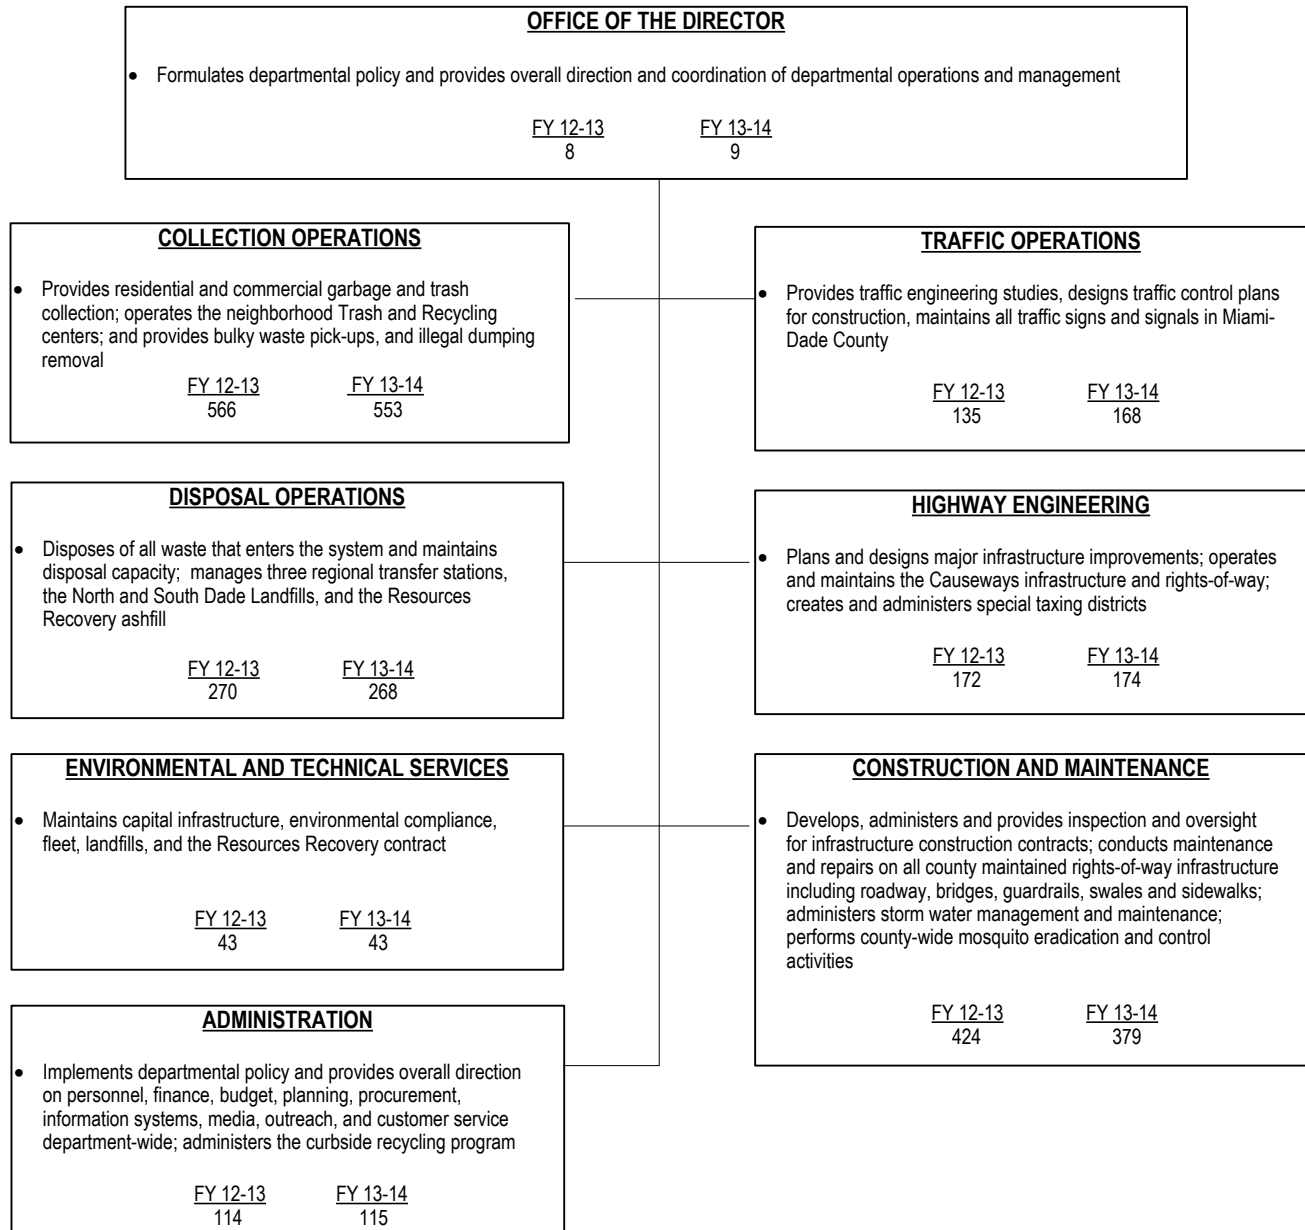 OFFICE OF THE DIRECTOR
• Formulates departmental policy and provides overall direction and coordination of departmental operations and management
FY 12-13 FY 13-14
8 9
COLLECTION OPERATIONS
• Provides residential and commercial garbage and trash
collection; operates the neighborhood Trash and Recycling
centers; and provides bulky waste pick-ups, and illegal dumping
removal
FY 12-13 FY 13-14
566 553
TRAFFIC OPERATIONS
• Provides traffic engineering studies, designs traffic control plans
for construction, maintains all traffic signs and signals in Miami-
Dade County
FY 12-13 FY 13-14
135 168
DISPOSAL OPERATIONS
• Disposes of all waste that enters the system and maintains
disposal capacity; manages three regional transfer stations,
the North and South Dade Landfills, and the Resources
Recovery ashfill
FY 12-13 FY 13-14
270 268
HIGHWAY ENGINEERING
• Plans and designs major infrastructure improvements; operates
and maintains the Causeways infrastructure and rights-of-way;
creates and administers special taxing districts
FY 12-13 FY 13-14
172 174
ENVIRONMENTAL AND TECHNICAL SERVICES
• Maintains capital infrastructure, environmental compliance,
fleet, landfills, and the Resources Recovery contract
FY 12-13 FY 13-14
43 43
CONSTRUCTION AND MAINTENANCE
• Develops, administers and provides inspection and oversight
for infrastructure construction contracts; conducts maintenance
and repairs on all county maintained rights-of-way infrastructure
including roadway, bridges, guardrails, swales and sidewalks;
administers storm water management and maintenance;
performs county-wide mosquito eradication and control
activities
FY 12-13 FY 13-14
424 379
ADMINISTRATION
• Implements departmental policy and provides overall direction
on personnel, finance, budget, planning, procurement,
information systems, media, outreach, and customer service
department-wide; administers the curbside recycling program
FY 12-13 FY 13-14
114 115